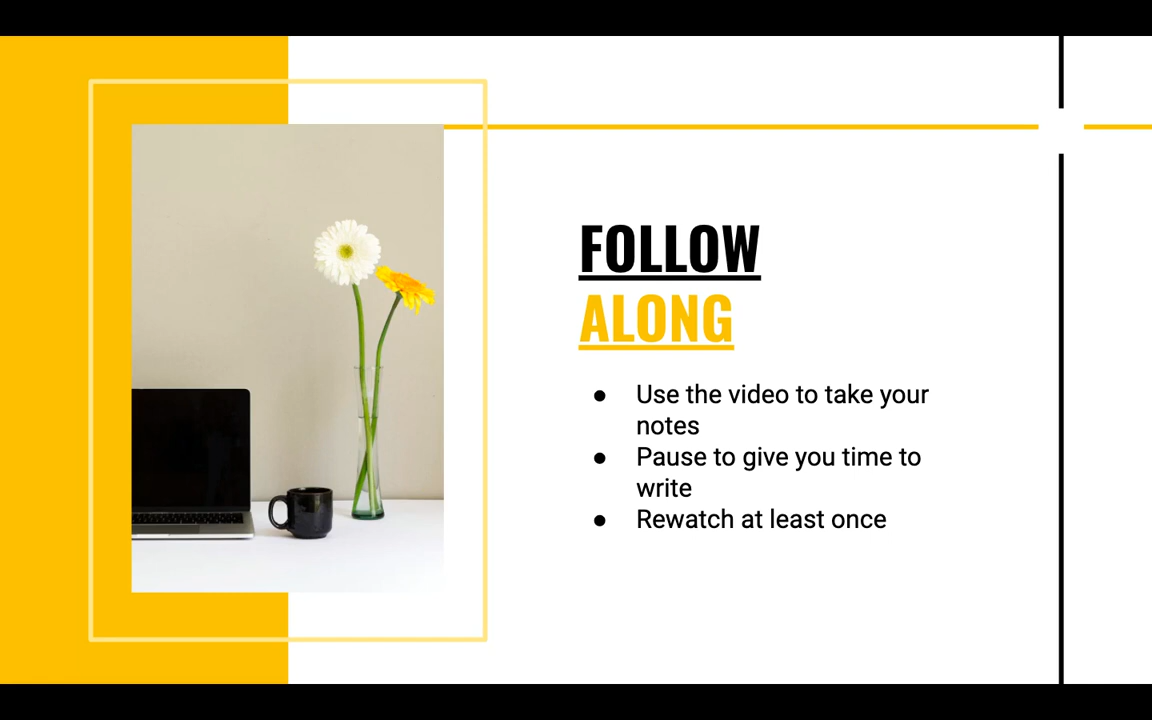 FOLLOW
ALONG
● Use the video to take your
notes
● Pause to give you time to
write
● Rewatch at least once